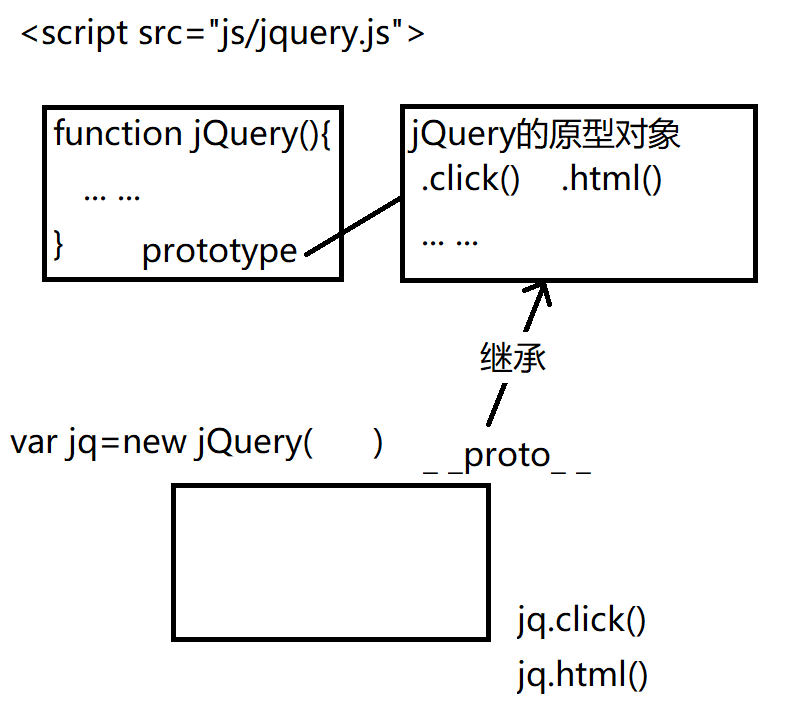 <script src="js/jquery.js">
function jQuery(){
... ...
}
prototype
jQuery的原型对象
.click() .html()
... ...
继承
var jq=new jQuery( )
_ _proto_ _
jq.click()
jq.html()